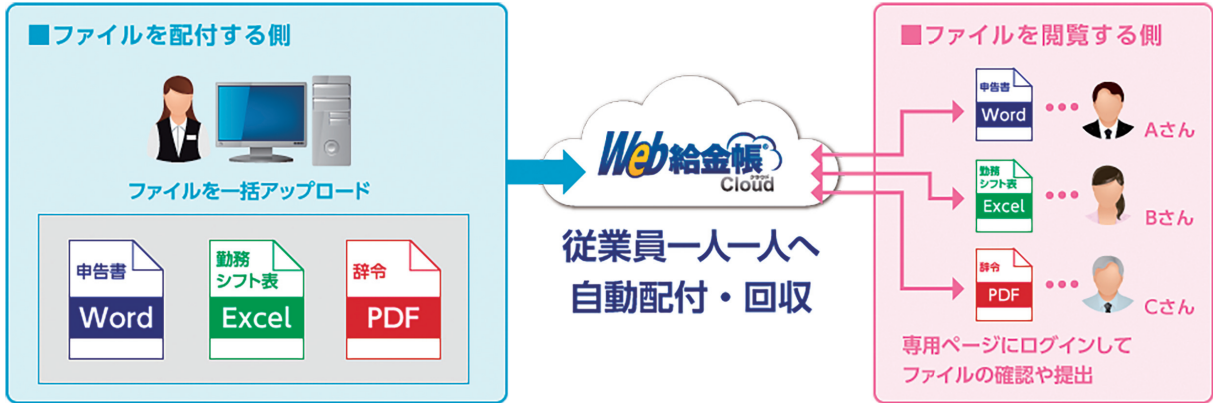 ■ファイルを配付する側
ファイルを一括アップロード
申告書
Word
勤務
シフト表
Excel
辞令
PDF
Web給金帳®
クラウド
Cloud
従業員一人一人へ
自動配付・回収
■ファイルを閲覧する側
申告書
Word
Aさん
勤務
シフト表
Excel
Bさん
辞令
PDF
Cさん
専用ページにログインして
ファイルの確認や提出